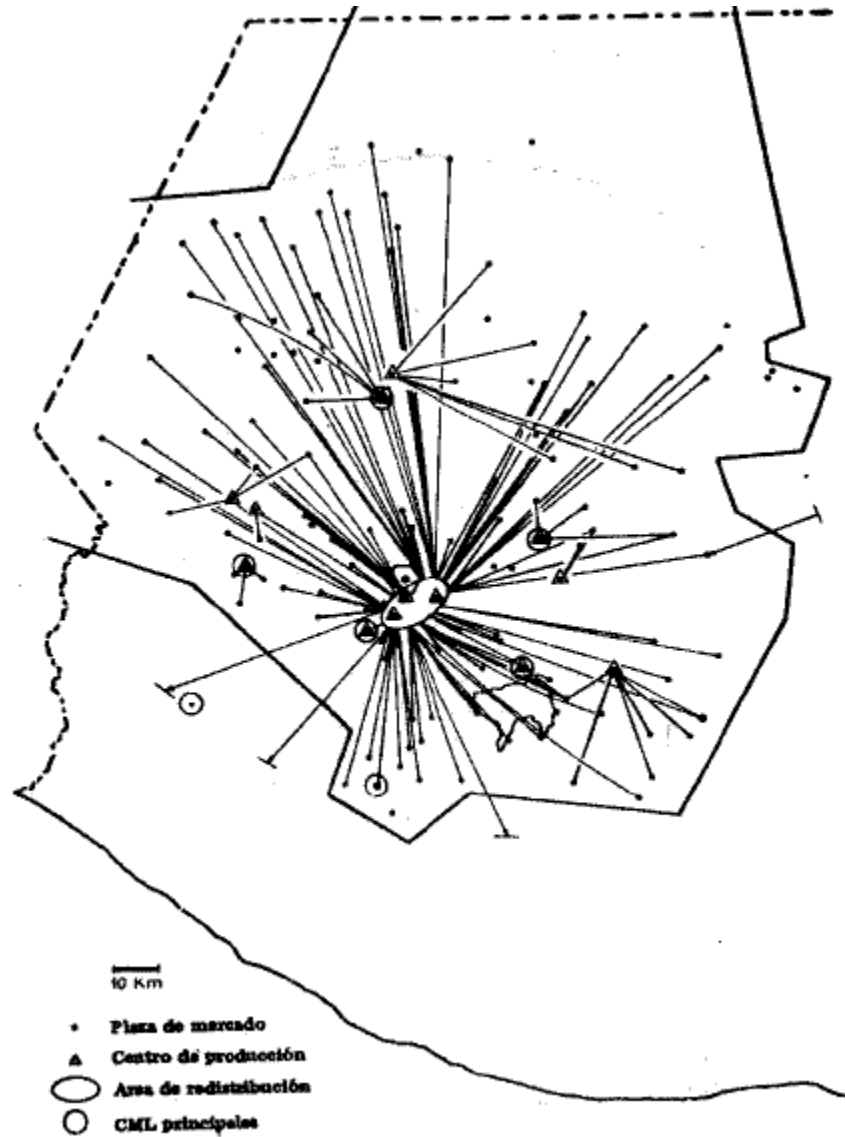 10 Km
Plaza de mercado
Centro de producción
Area de redistribución
CML principales